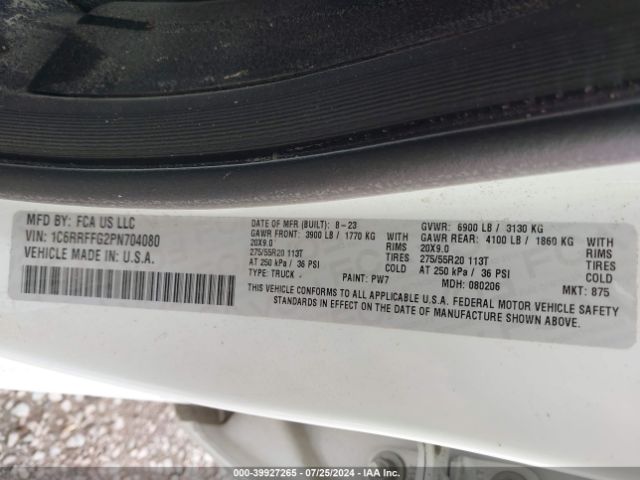 MFD BY: FCA US LLC
VIN: 1C6RRFFG2PN704080
VEHICLE MADE IN: U.S.A.
DATE OF MFR (BUILT): 8-23
GAWR FRONT: 3900 LB / 1770 KG WITH
20X9.0 RIMS
275/55R20 113T TIRES
AT 250 kPa / 36 PSI COLD
TYPE: TRUCK PAINT: PW7
GVWR: 6900 LB / 3130 KG
GAWR REAR: 4100 LB / 1860 KG WITH
20X9.0 RIMS
275/55R20 113T TIRES
AT 250 kPa / 36 PSI COLD
MDH: 080206 MKT: 875
THIS VEHICLE CONFORMS TO ALL APPLICABLE U.S.A. FEDERAL MOTOR VEHICLE SAFETY
STANDARDS IN EFFECT ON THE DATE OF MANUFACTURE SHOWN ABOVE.
000-39927265 - 07/25/2024 - IAA Inc.